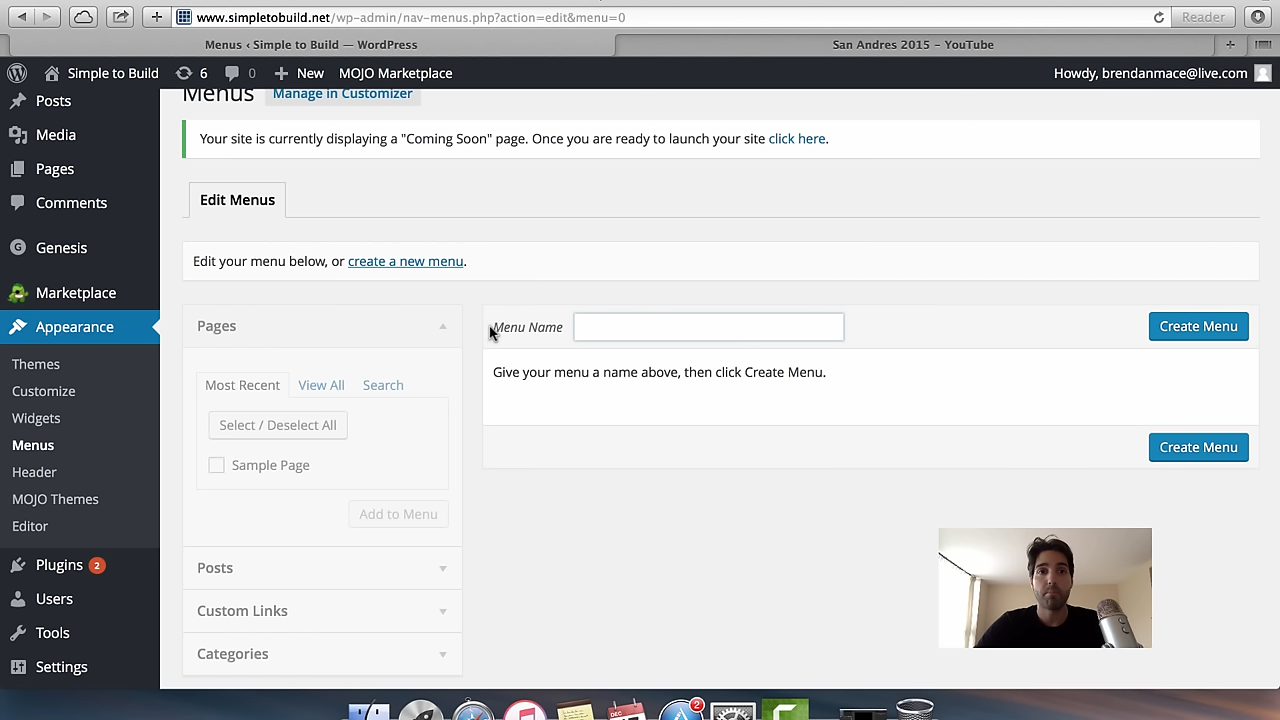 www.simpletobuild.net/wp-admin/nav-menus.php?action=edit&menu=0
Reader
Menus ‹ Simple to Build — WordPress
San Andres 2015 – YouTube
Simple to Build 6 0 New MOJO Marketplace
Howdy, brendanmace@live.com
Posts
Media
Pages
Comments
Genesis
Marketplace
Appearance
Themes
Customize
Widgets
Menus
Header
MOJO Themes
Editor
Plugins 2
Users
Tools
Settings
Menus Manage in Customizer
Your site is currently displaying a "Coming Soon" page. Once you are ready to launch your site click here.
Edit Menus
Edit your menu below, or create a new menu.
Pages
Most Recent View All Search
Select / Deselect All
Sample Page
Add to Menu
Posts
Custom Links
Categories
Menu Name
Create Menu
Give your menu a name above, then click Create Menu.
Create Menu
DEC
2